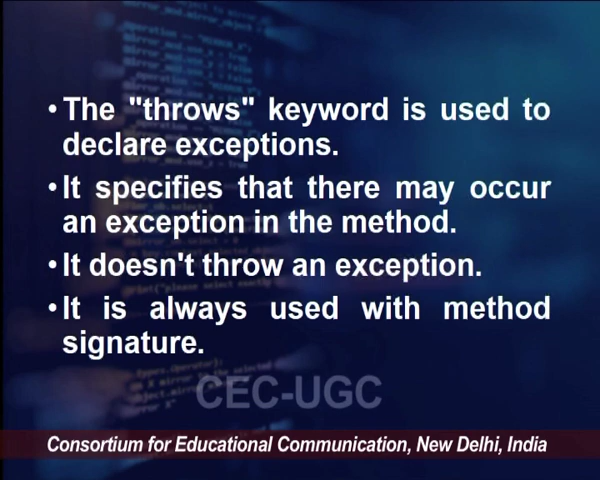 • The "throws" keyword is used to
declare exceptions.
• It specifies that there may occur
an exception in the method.
• It doesn't throw an exception.
• It is always used with method
signature.
CEC-UGC
Consortium for Educational Communication, New Delhi, India